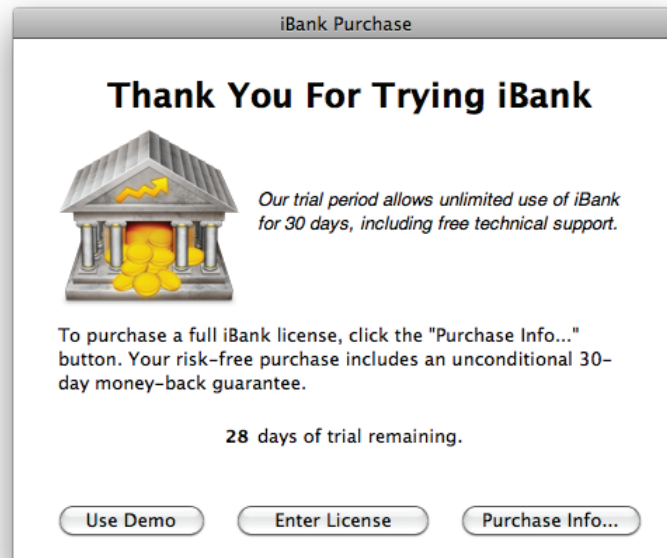 iBank Purchase
Thank You For Trying iBank
Our trial period allows unlimited use of iBank
for 30 days, including free technical support.
To purchase a full iBank license, click the "Purchase Info..."
button. Your risk-free purchase includes an unconditional 30-
day money-back guarantee.
28 days of trial remaining.
Use Demo Enter License Purchase Info...